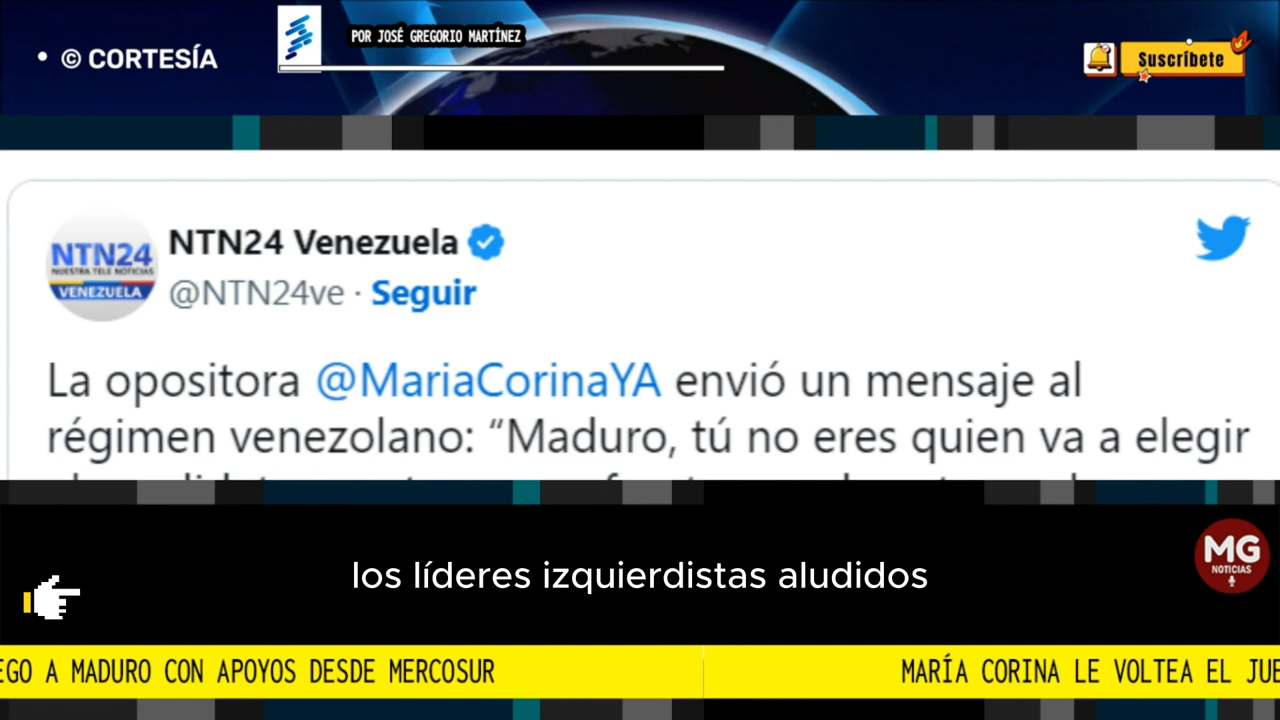 • © CORTESÍA
POR JOSÉ GREGORIO MARTÍNEZ
Suscríbete
NTN24 Venezuela
@NTN24ve · Seguir
NTN24
NUESTRA TELE NOTICIAS
VENEZUELA
La opositora @MariaCorinaYA envió un mensaje al
régimen venezolano: “Maduro, tú no eres quien va a elegir
los líderes izquierdistas aludidos
MG
NOTICIAS
A MADURO CON APOYOS DESDE MERCOSUR
MARÍA CORINA LE VOLTEA EL